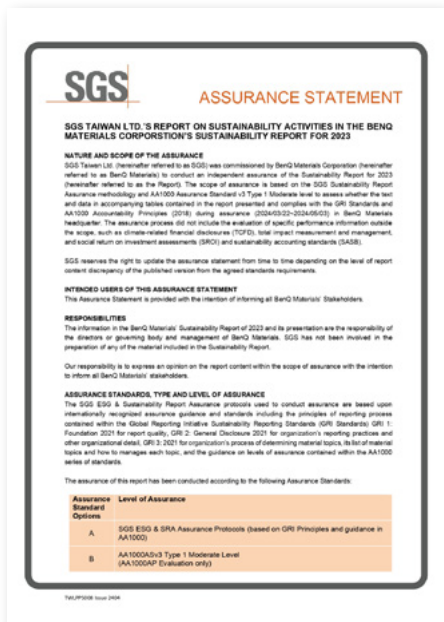 SGS
ASSURANCE STATEMENT
SGS TAIWAN LTD.'S REPORT ON SUSTAINABILITY ACTIVITIES IN THE BENQ
MATERIALS CORPORSTION'S SUSTAINABILITY REPORT FOR 2023
NATURE AND SCOPE OF THE ASSURANCE
SGS Taiwan Ltd. (hereinafter referred to as SGS) was commissioned by BenQ Materials Corporation (hereinafter
referred to as BenQ Materials) to conduct an independent assurance of the Sustainability Report for 2023
(hereinafter referred to as the Report). The scope of assurance is based on the SGS Sustainability Report
Assurance methodology and AA1000 Assurance Standard v3 Type 1 Moderate level to assess whether the text
and data in accompanying tables contained in the report presented and complies with the GRI Standards and
AA1000 Accountability Principles (2018) during assurance (2024/03/22~2024/05/03) in BenQ Materials
headquarter. The assurance process did not include the evaluation of specific performance information outside
the scope, such as climate-related financial disclosures (TCFD), total impact measurement and management,
and social return on investment assessments (SROI) and sustainability accounting standards (SASB).
SGS reserves the right to update the assurance statement from time to time depending on the level of report
content discrepancy of the published version from the agreed standards requirements.
INTENDED USERS OF THIS ASSURANCE STATEMENT
This Assurance Statement is provided with the intention of informing all BenQ Materials' Stakeholders.
RESPONSIBILITIES
The information in the BenQ Materials' Sustainability Report of 2023 and its presentation are the responsibility of
the directors or governing body and management of BenQ Materials. SGS has not been involved in the
preparation of any of the material included in the Sustainability Report.
Our responsibility is to express an opinion on the report content within the scope of assurance with the intention
to inform all BenQ Materials' stakeholders.
ASSURANCE STANDARDS, TYPE AND LEVEL OF ASSURANCE
The SGS ESG & Sustainability Report Assurance protocols used to conduct assurance are based upon
internationally recognized assurance guidance and standards including the principles of reporting process
contained within the Global Reporting Initiative Sustainability Reporting Standards (GRI Standards) GRI 1:
Foundation 2021 for report quality, GRI 2: General Disclosure 2021 for organization's reporting practices and
other organizational detail, GRI 3: 2021 for organization's process of determining material topics, its list of material
topics and how to manages each topic, and the guidance on levels of assurance contained within the AA1000
series of standards.
The assurance of this report has been conducted according to the following Assurance Standards:
Assurance Standard Options
Level of Assurance
A
SGS ESG & SRA Assurance Protocols (based on GRI Principles and guidance in
AA1000)
B
AA1000ASv3 Type 1 Moderate Level
(AA1000AP Evaluation only)
TWLPP5008 Issue 2404